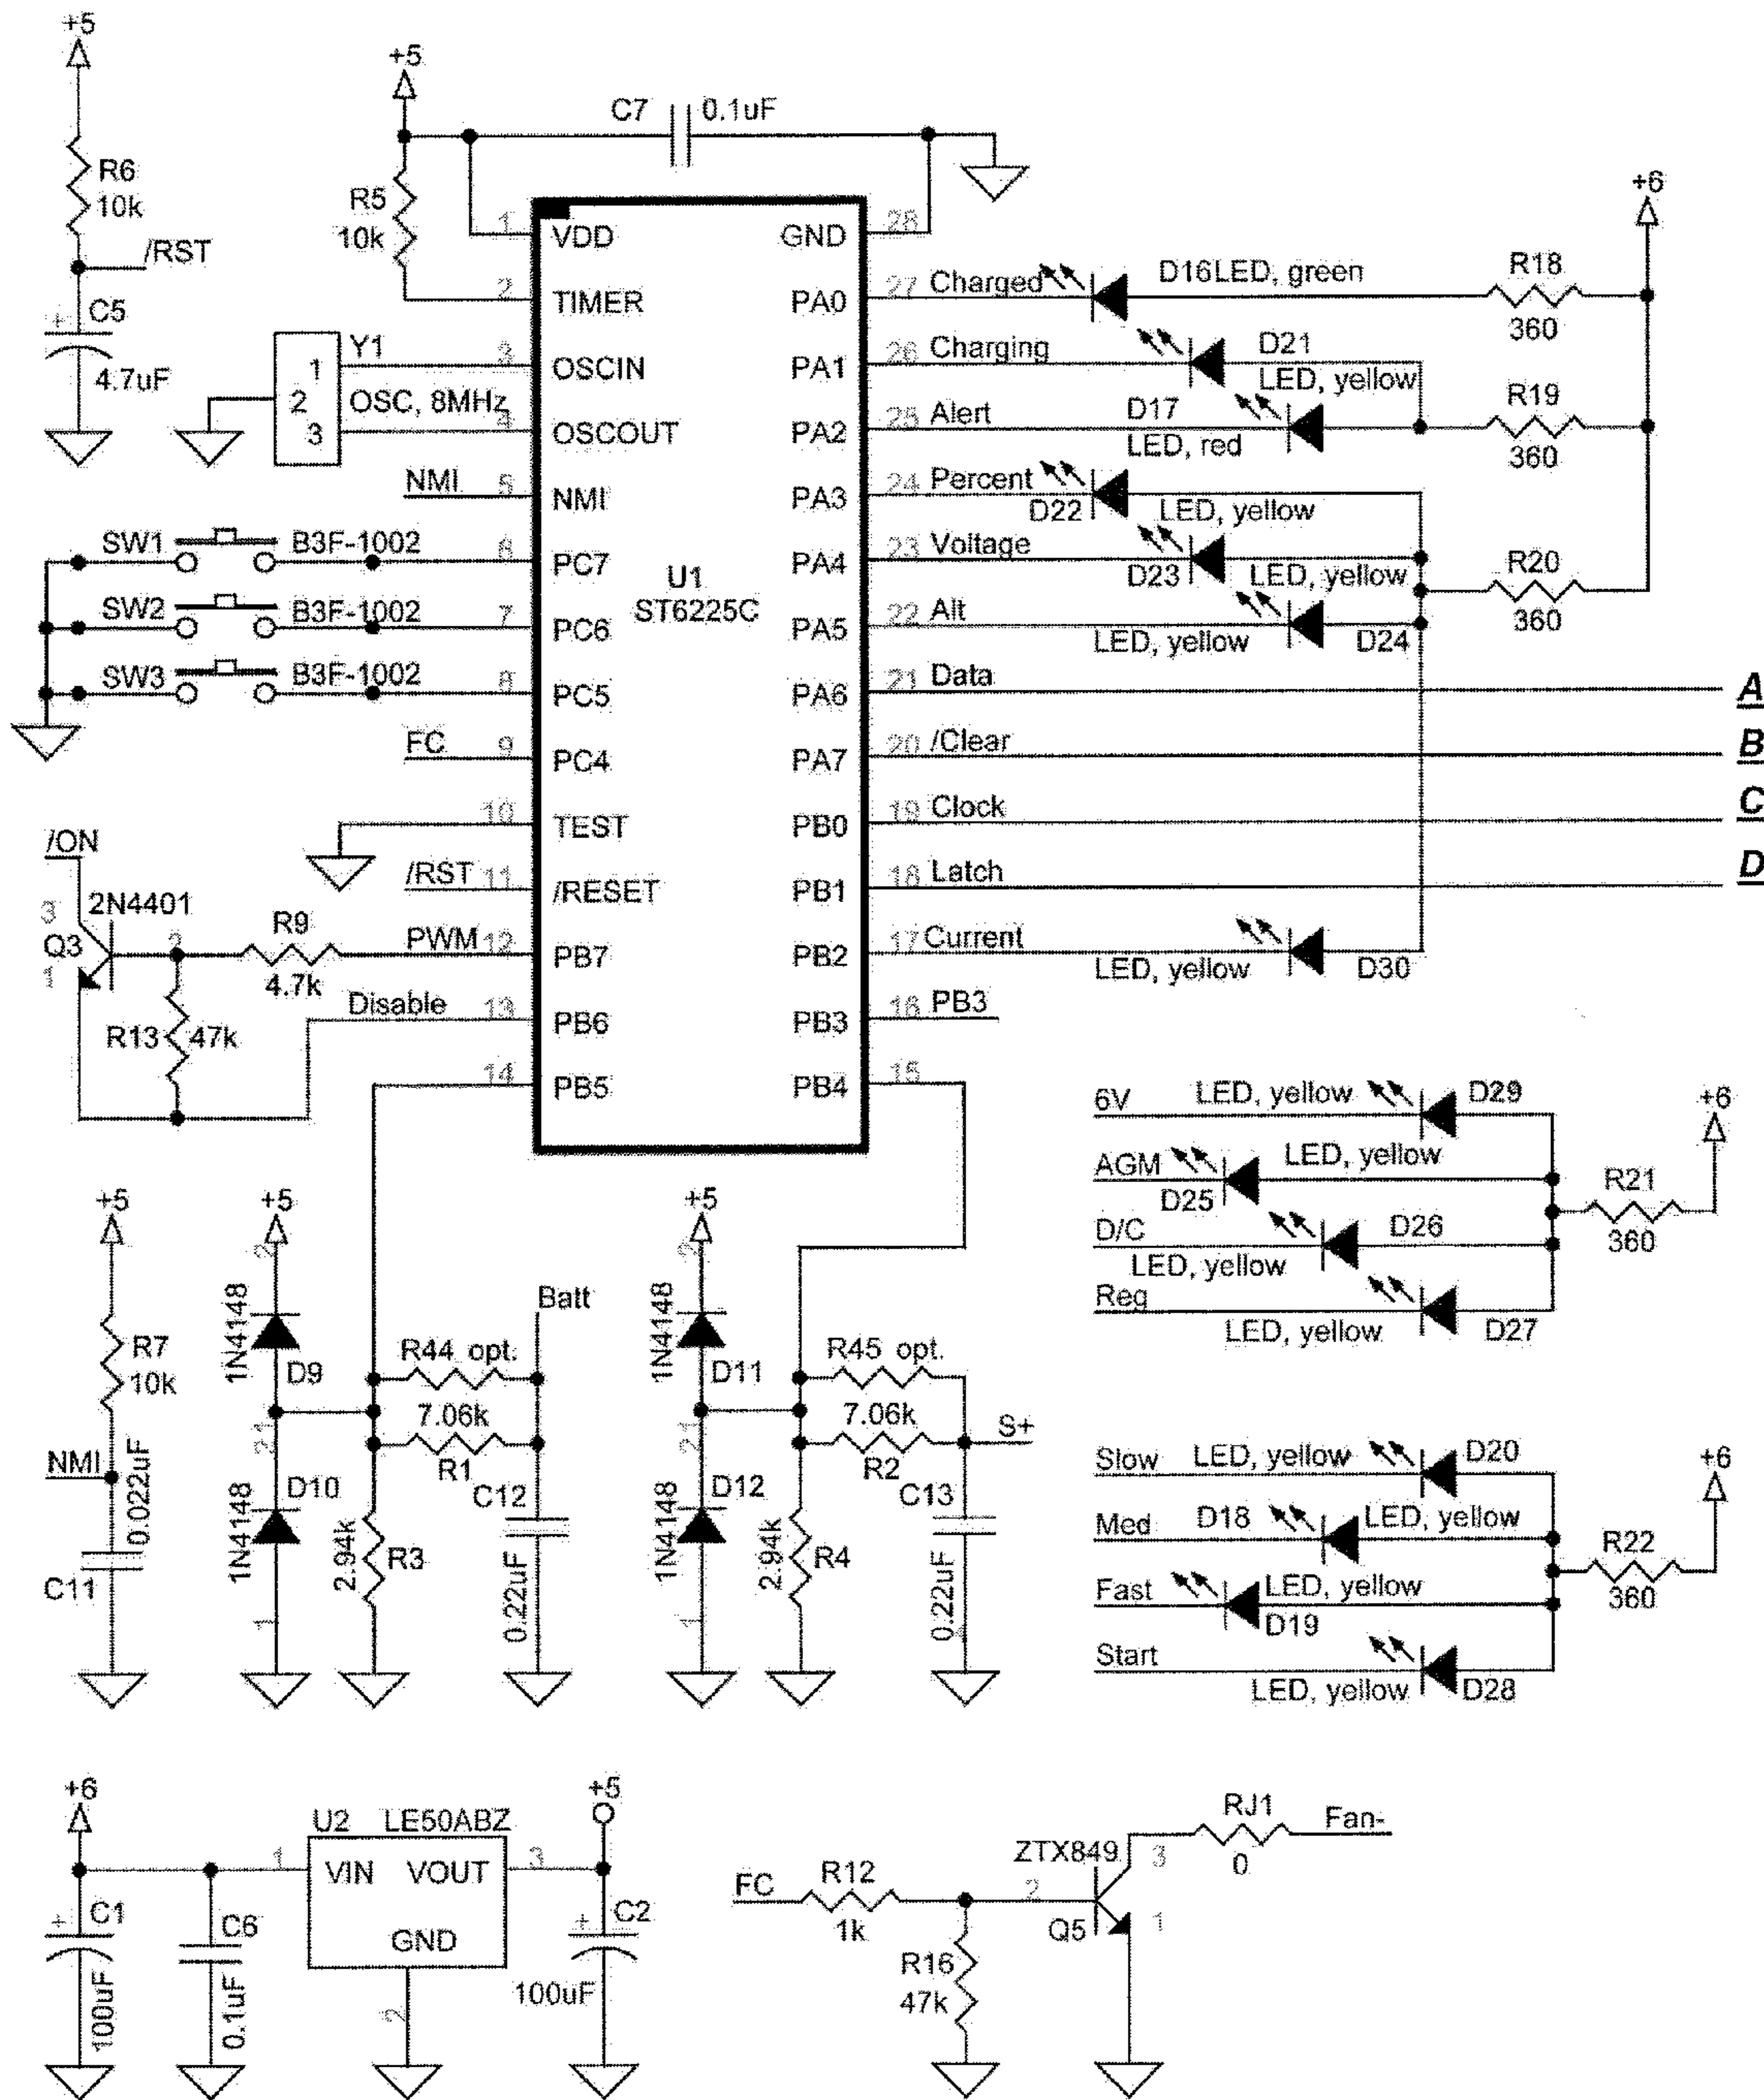 +5
+5
C7 0.1uF
R6
10k
R5
10k
+6
/RST
1 VDD GND 28
D16LED, green R18
+ C5
4.7uF
2 TIMER PA0 27 Charged
360
Y1
1
3 OSCIN PA1 26 Charging
D21
LED, yellow
2 OSC, 8MHz
3
4 OSCOUT PA2 25 Alert
D17
LED, red
R19
360
NMI 5 NMI PA3 24 Percent
D22 LED, yellow
SW1 B3F-1002 6 PC7 PA4 23 Voltage
D23 LED, yellow
R20
360
U1
ST6225C
SW2 B3F-1002 7 PC6 PA5 22 Alt
LED, yellow D24
SW3 B3F-1002 8 PC5 PA6 21 Data A
FC 9 PC4 PA7 20 /Clear B
10 TEST PB0 19 Clock C
/ON
/RST 11 /RESET PB1 18 Latch D
3 2N4401
Q3
1
2
R9
4.7k
PWM 12 PB7 PB2 17 Current
LED, yellow D30
R13 47k
Disable 13 PB6 PB3 16 PB3
14 PB5 PB4 15
6V LED, yellow D29
+6
AGM LED, yellow
D25
R21
360
D/C D26
LED, yellow
Reg
LED, yellow D27
+5
R7
10k
NMI
0.022uF
C11
+5
2
1N4148
D9
2 1
D10
1N4148
1
Batt
R44 opt.
7.06k
R1
C12
0.22uF
2.94k
R3
+5
2
1N4148
D11
2 1
D12
1N4148
1
R45 opt.
7.06k
R2
S+
C13
0.22uF
2.94k
R4
Slow LED, yellow D20
+6
Med D18 LED, yellow
R22
360
Fast LED, yellow
D19
Start
LED, yellow D28
+6
U2 LE50ABZ
+5
1 VIN VOUT 3
GND
2
+ C1
100uF
C6
0.1uF
+ C2
100uF
FC R12
1k
R16
47k
2
ZTX849
Q5
3
1
RJ1
0
Fan-